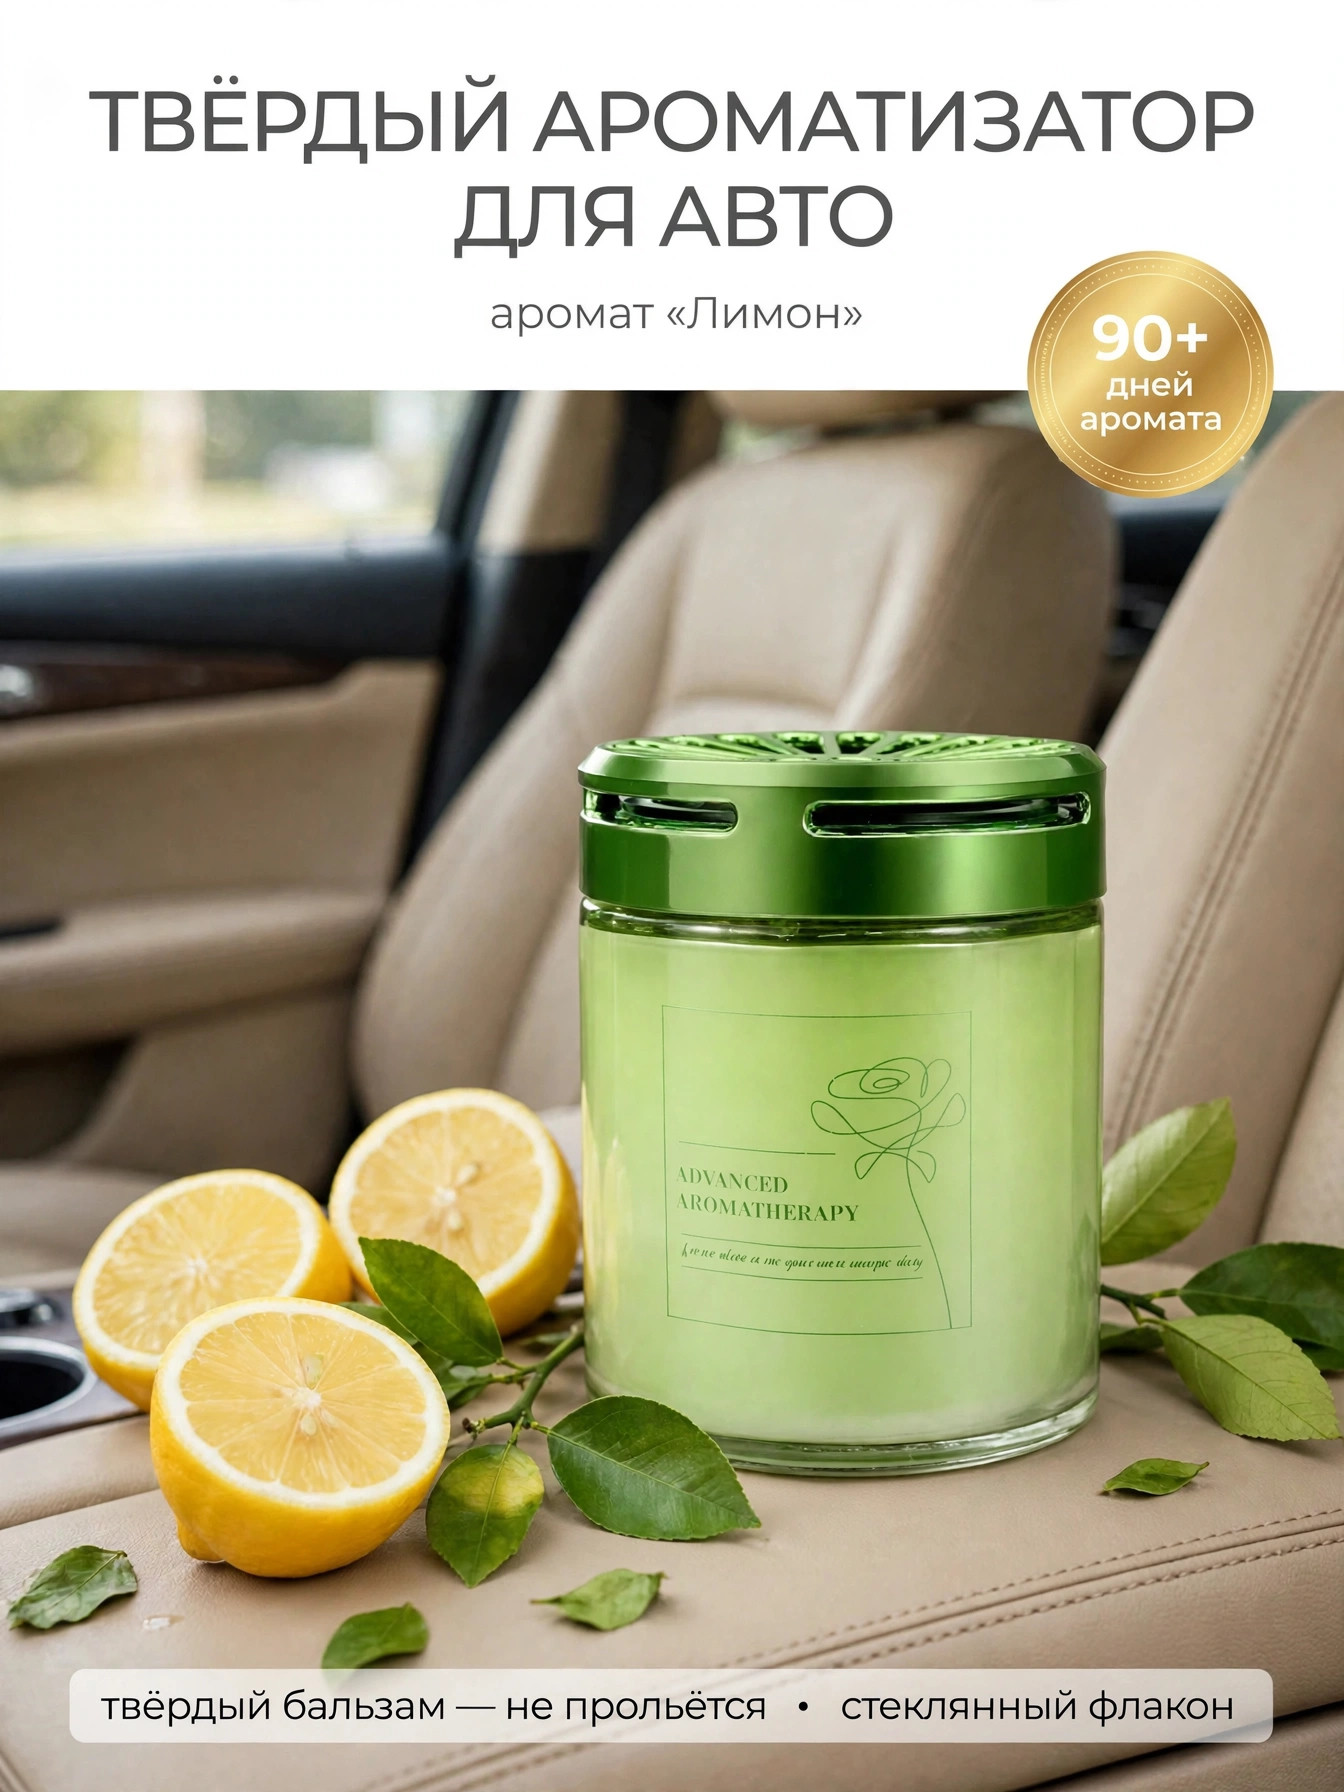 ТВЁРДЫЙ АРОМАТИЗАТОР
ДЛЯ АВТО
аромат «Лимон»
90+
дней
аромата
ADVANCED
AROMATHERAPY
твёрдый бальзам — не прольётся • стеклянный флакон